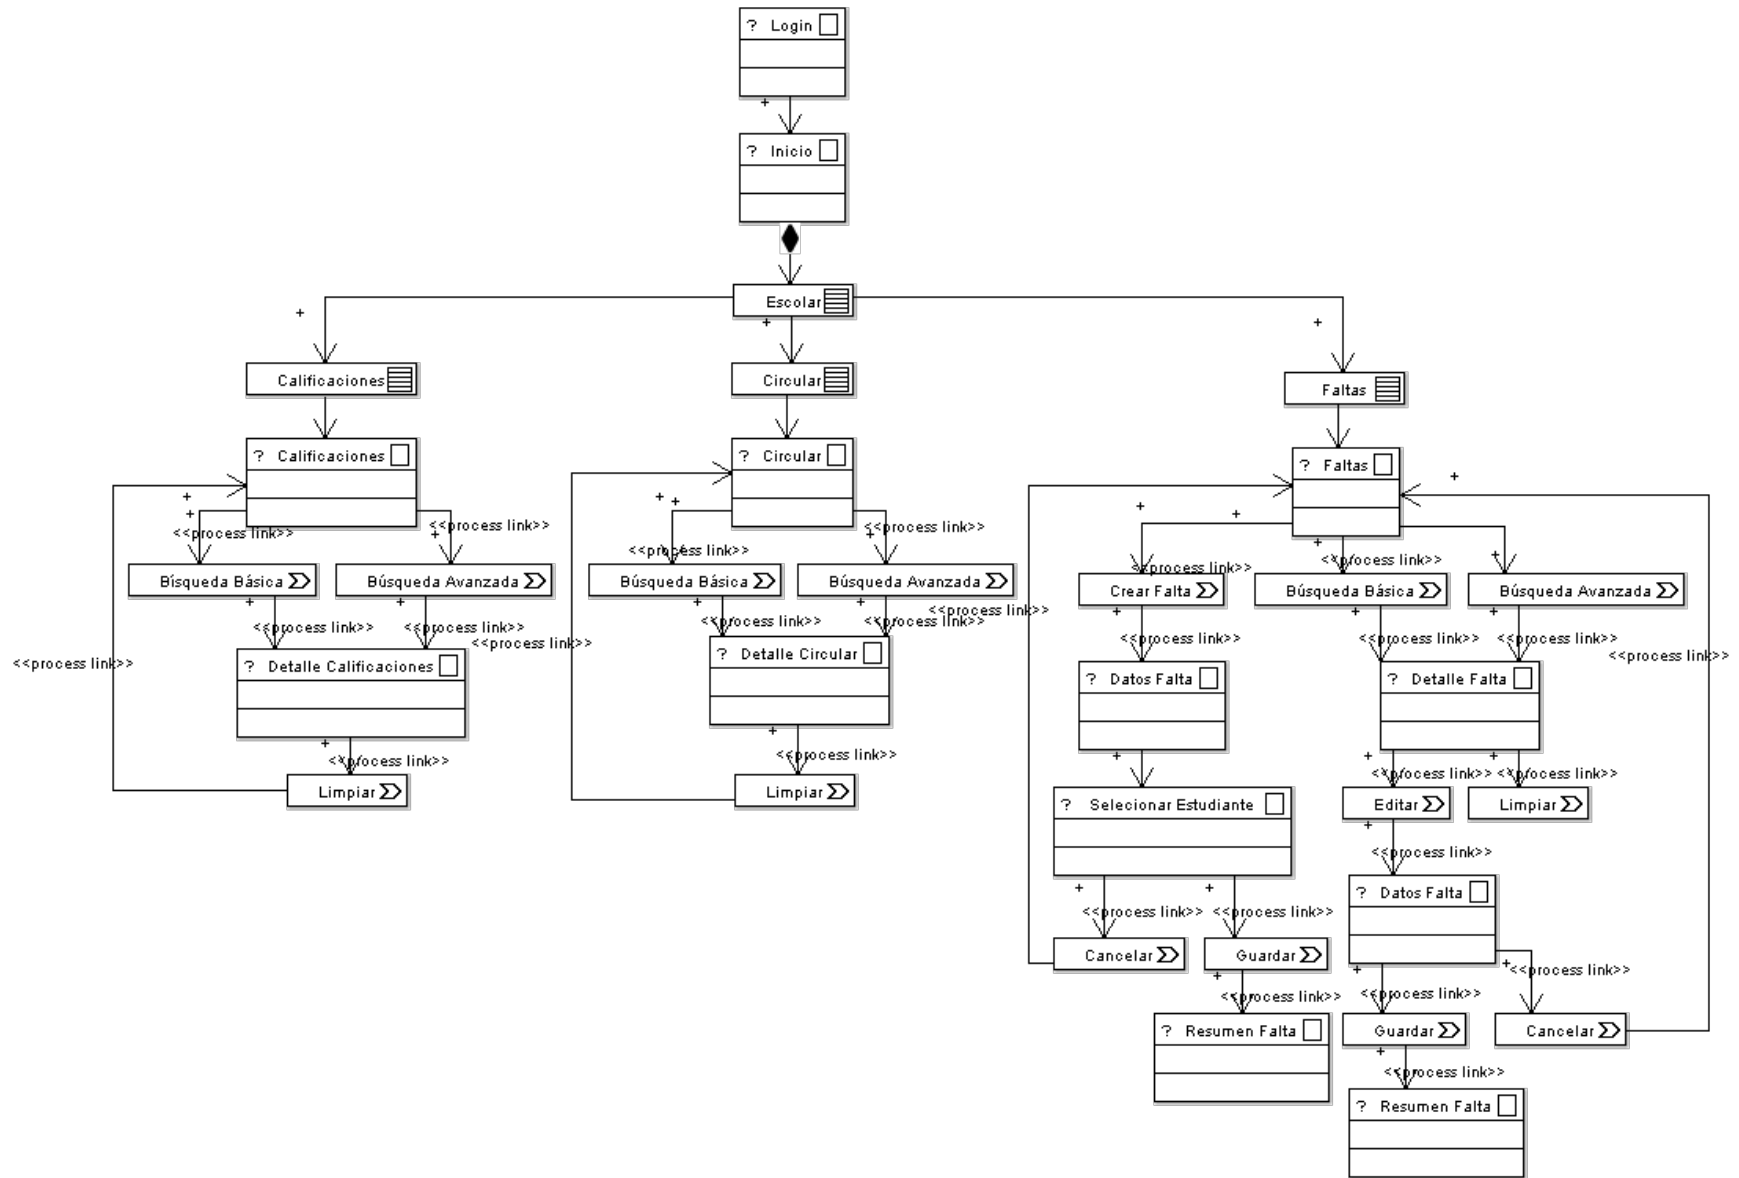 ? Login
+
? Inicio
Escolar
+
+
+
Calificaciones
Circular
Faltas
? Calificaciones
? Circular
? Faltas
+
+
<<process link>>
<<process link>>
+
+
+
<<process link>>
<<process link>>
+
+
+
<<process link>>
+
<<process link>>
+
+
Bísqueda Básica
Búsqueda Avanzada
Búsqueda Básica
Búsqueda Avanzada
Crear Falta
Búsqueda Básica
Búsqueda Avanzada
+
<<process link>>
+
<<process link>>
<<process link>>
<<process link>>
+
<<process link>>
+
<<process link>>
<<process link>>
+
<<process link>>
+
<<process link>>
+
<<process link>>
<<process link>>
? Detalle Calificaciones
? Detalle Circular
? Datos Falta
? Detalle Falta
+
<<process link>>
+
<<process link>>
+
+
<<process link>>
+
<<process link>>
Limpiar
Limpiar
? Selecionar Estudiante
Editar
Limpiar
+
<<process link>>
+
<<process link>>
+
<<process link>>
? Datos Falta
Cancelar
Guardar
+
<<process link>>
+
<<process link>>
+
<<process link>>
? Resumen Falta
Guardar
Cancelar
+
<<process link>>
? Resumen Falta